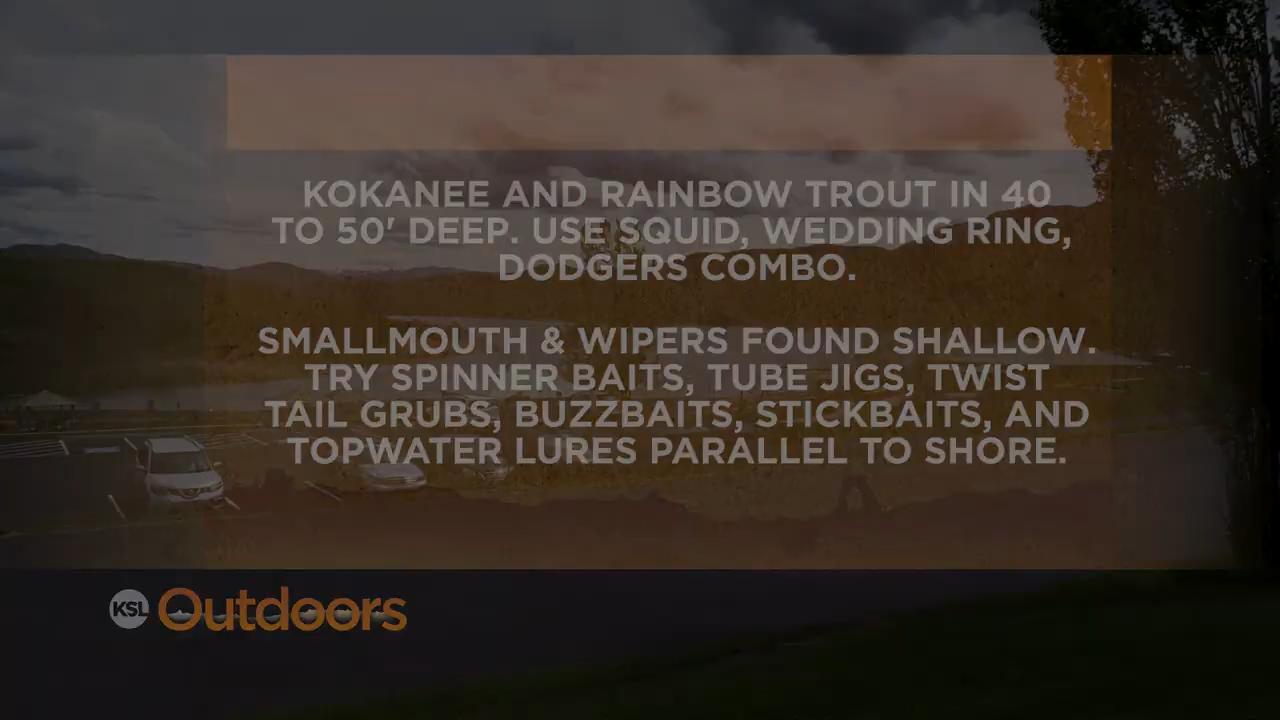 KOKANEE AND RAINBOW TROUT IN 40
TO 50' DEEP. USE SQUID, WEDDING RING,
DODGERS COMBO.
SMALLMOUTH & WIPERS FOUND SHALLOW.
TRY SPINNER BAITS, TUBE JIGS, TWIST
TAIL GRUBS, BUZZBAITS, STICKBAITS, AND
TOPWATER LURES PARALLEL TO SHORE.
KSL Outdoors